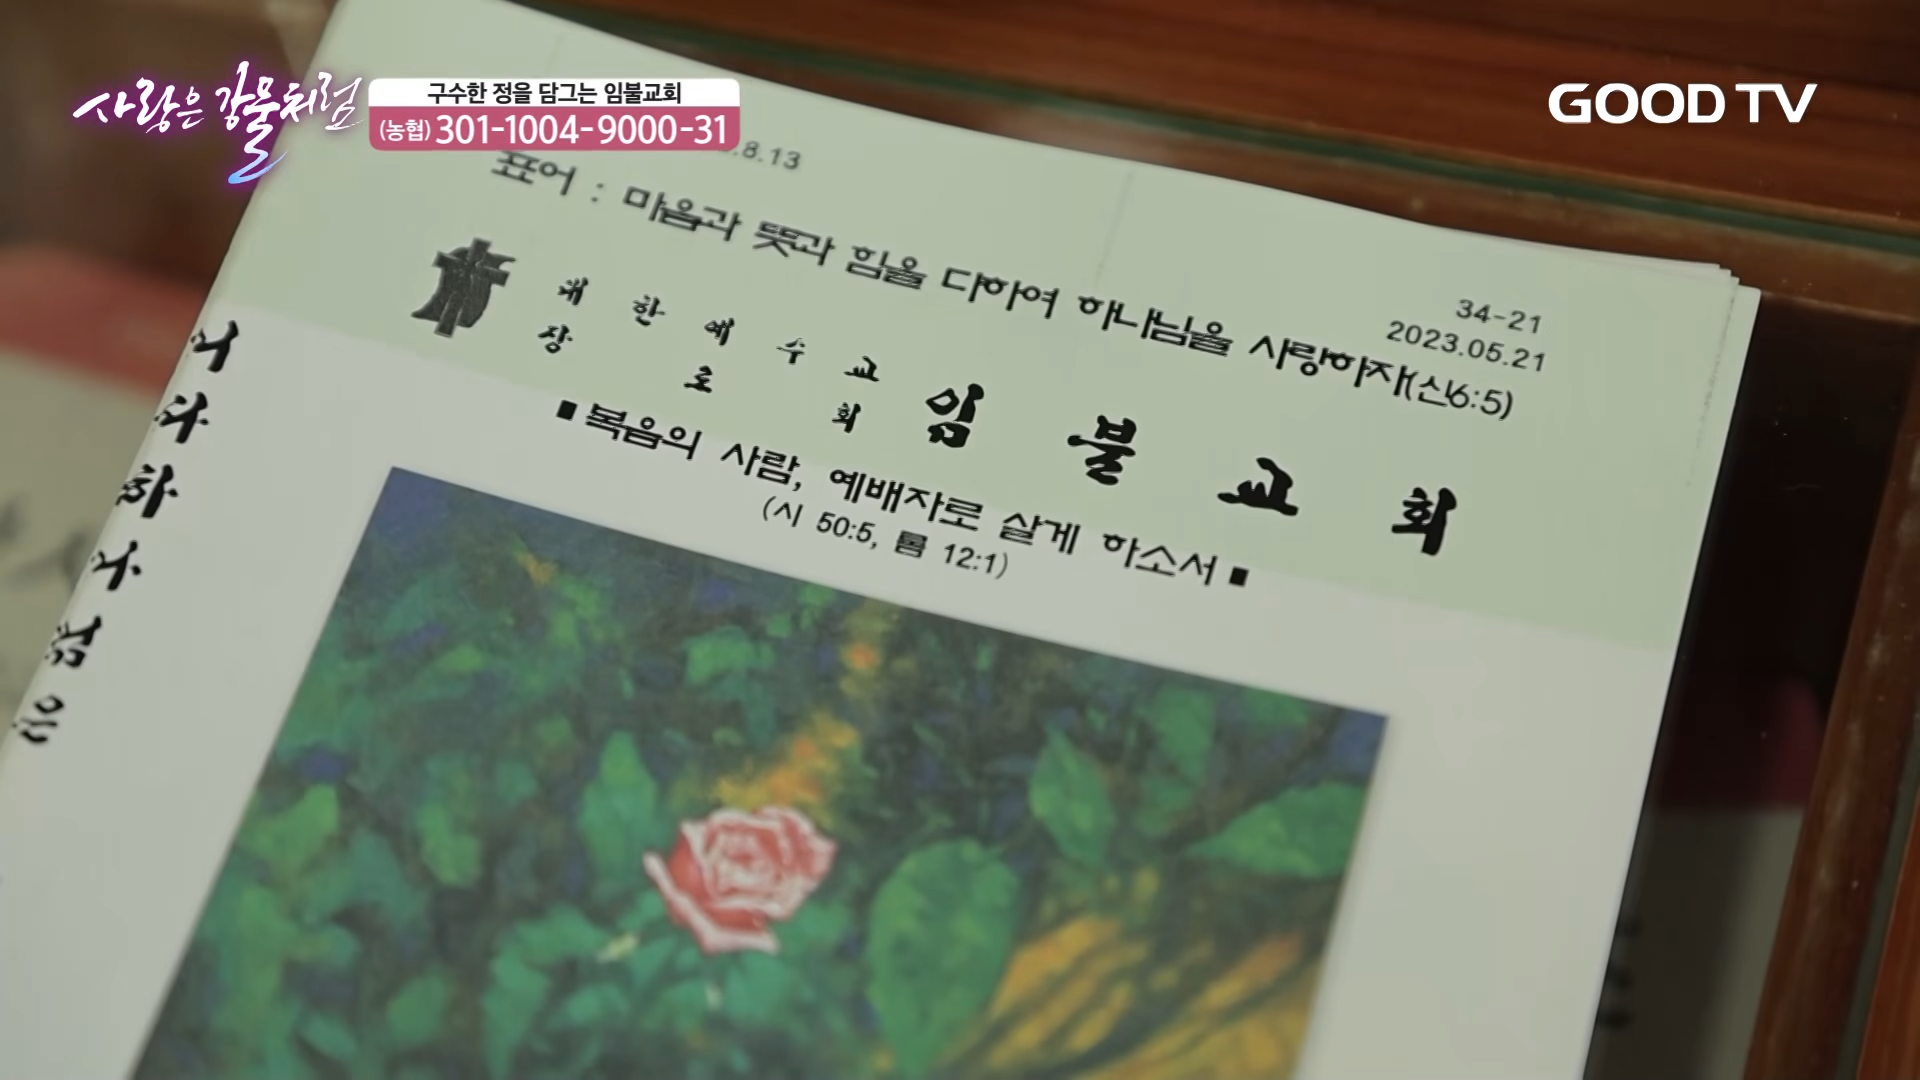 사랑은 강물처럼
구수한 정을 담그는 임불교회
(농협) 301-1004-9000-31
GOOD TV
.8.13
표어 : 마음과 뜻과 힘을 다하여 하나님을 사랑하자(신6:5)
34-21
2023.05.21
대한예수교
장로회
임불교회
■ 복음의 사람, 예배자로 살게 하소서 ■
(시 50:5, 롬 12:1)